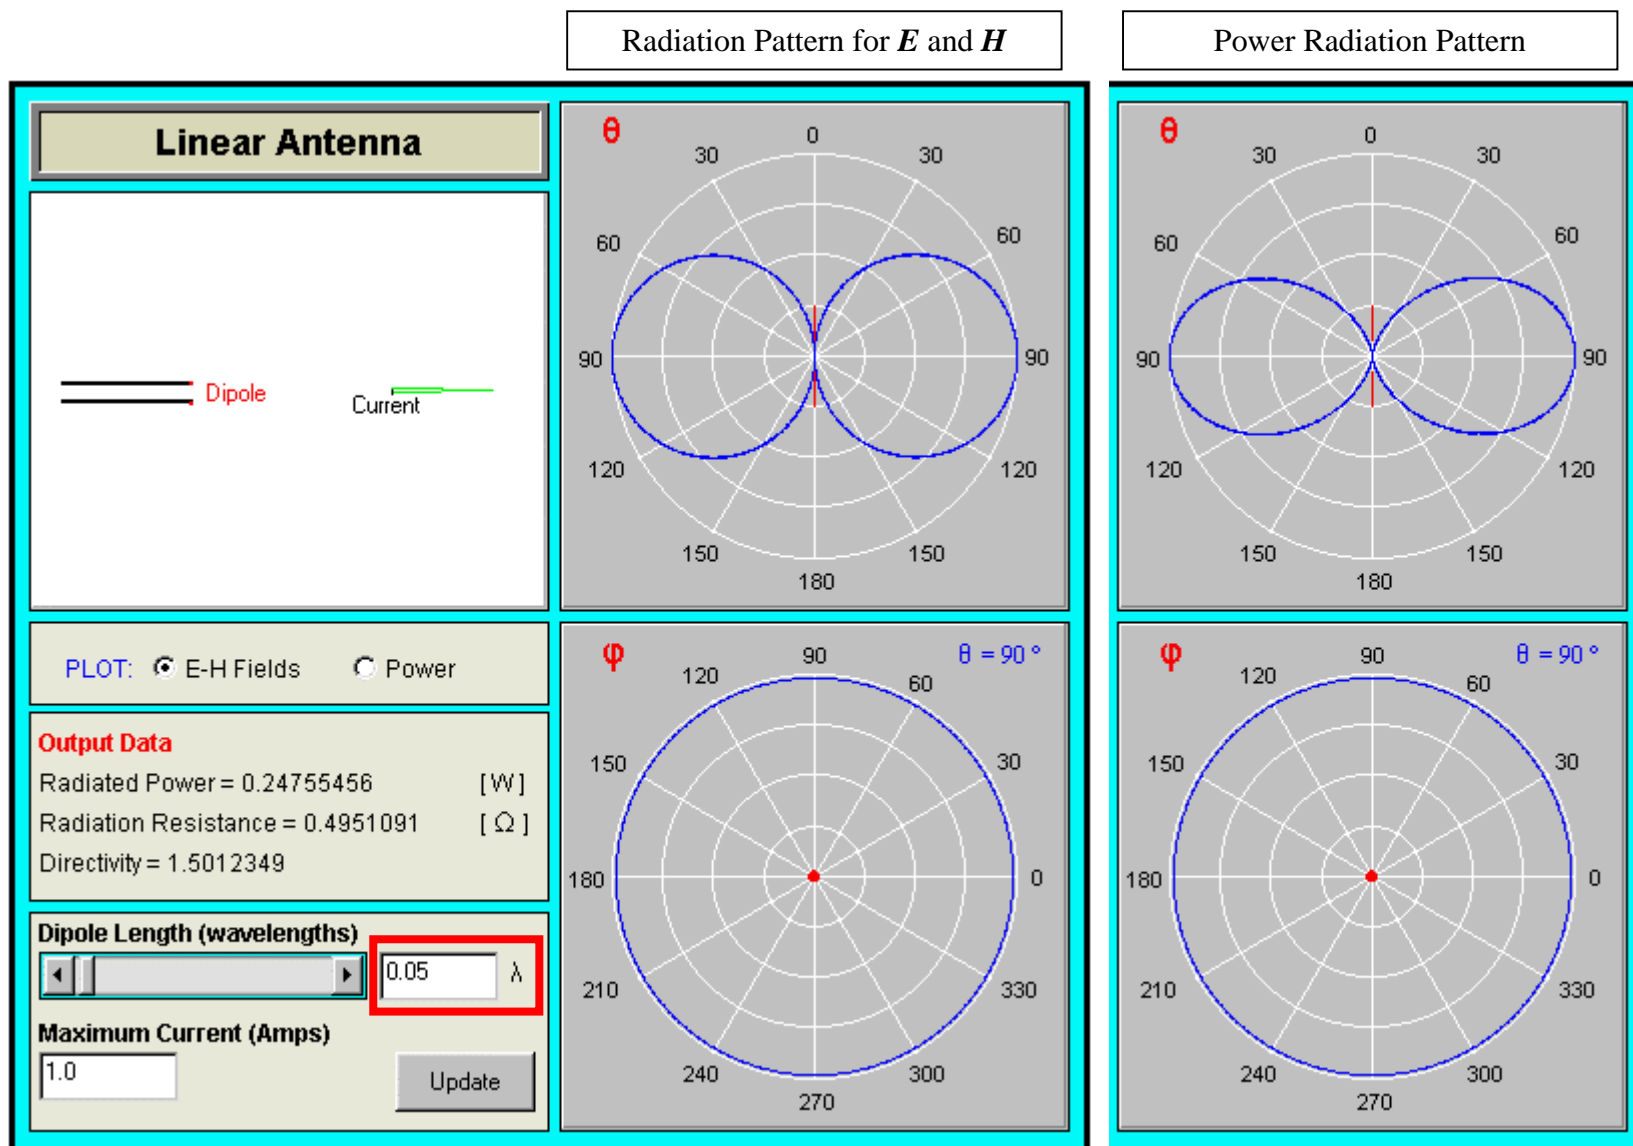 Radiation Pattern for E and H
Power Radiation Pattern
Linear Antenna
Dipole
Current
PLOT: E-H Fields Power
Output Data
Radiated Power = 0.24755456 [W]
Radiation Resistance = 0.4951091 [Ω]
Directivity = 1.5012349
Dipole Length (wavelengths)
0.05 λ
Maximum Current (Amps)
1.0
Update
θ
0
30 30
60 60
90 90
120 120
150 150
180
φ
90 θ = 90 °
120 60
150 30
180 0
210 330
240 300
270
θ
0
30 30
60 60
90 90
120 120
150 150
180
φ
90 θ = 90 °
120 60
150 30
180 0
210 330
240 300
270